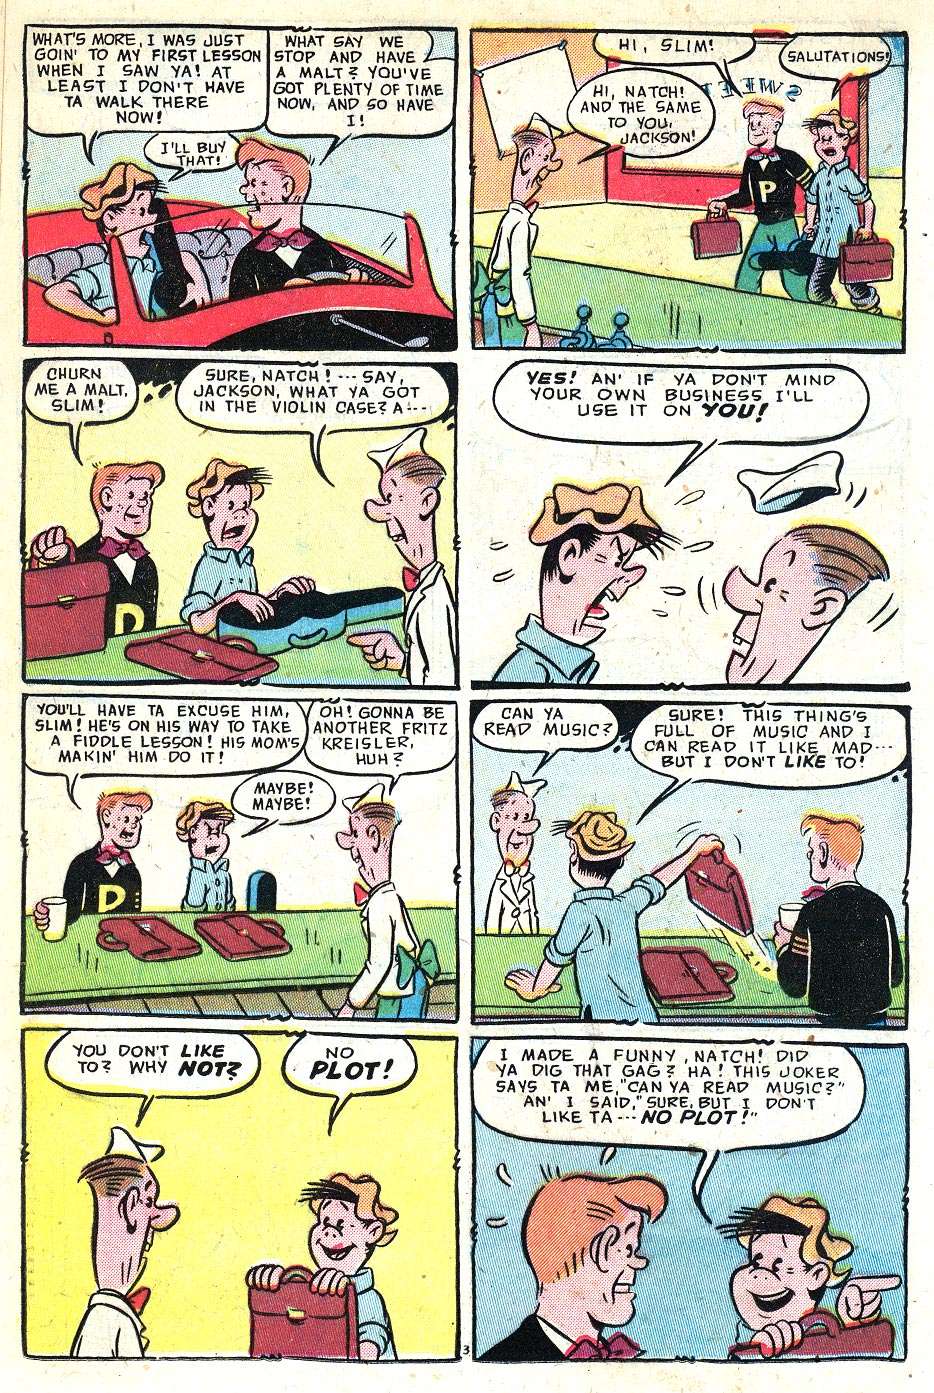 WHAT'S MORE, I WAS JUST
GOIN' TO MY FIRST LESSON
WHEN I SAW YA! AT
LEAST I DON'T HAVE
TA WALK THERE
NOW!
I'LL BUY
THAT!
WHAT SAY WE
STOP AND HAVE
A MALT? YOU'VE
GOT PLENTY OF TIME
NOW, AND SO HAVE
I!
HI, SLIM!
SALUTATIONS!
HI, NATCH!
AND THE SAME
TO YOU,
JACKSON!
SWEET
P
CHURN
ME A MALT,
SLIM!
SURE, NATCH! --- SAY,
JACKSON, WHAT YA GOT
IN THE VIOLIN CASE? A---
D
YES! AN' IF YA DON'T MIND
YOUR OWN BUSINESS I'LL
USE IT ON YOU!
YOU'LL HAVE TA EXCUSE HIM,
SLIM! HE'S ON HIS WAY TO TAKE
A FIDDLE LESSON! HIS MOM'S
MAKIN' HIM DO IT!
OH! GONNA BE
ANOTHER FRITZ
KREISLER,
HUH?
MAYBE!
MAYBE!
D
CAN YA
READ MUSIC?
SURE! THIS THING'S
FULL OF MUSIC AND I
CAN READ IT LIKE MAD---
BUT I DON'T LIKE TO!
ZIP
YOU DON'T LIKE
TO? WHY NOT?
NO
PLOT!
I MADE A FUNNY, NATCH! DID
YA DIG THAT GAG? HA! THIS JOKER
SAYS TA ME, "CAN YA READ MUSIC?"
AN' I SAID, "SURE, BUT I DON'T
LIKE TA --- NO PLOT!"
3